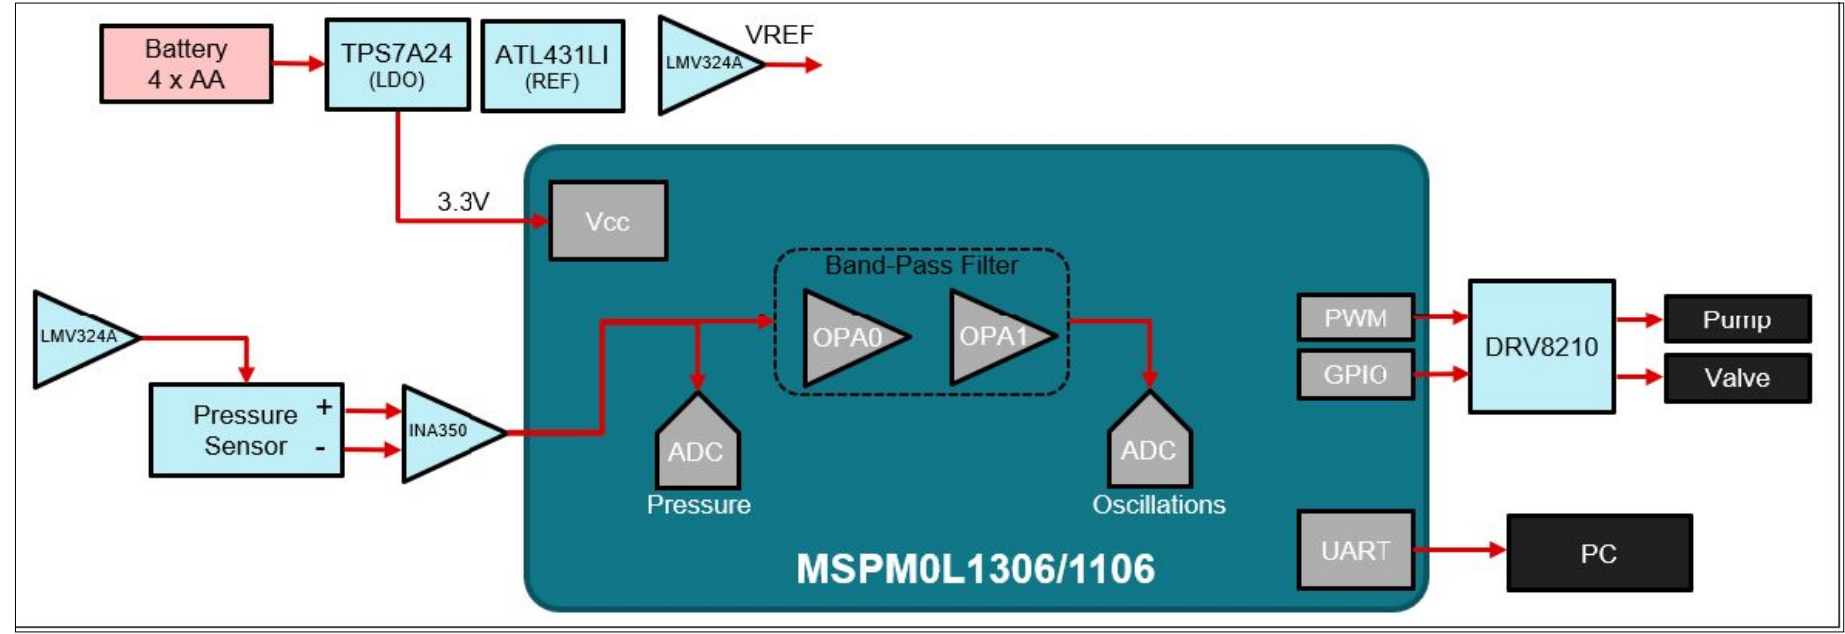 Battery
4 x AA
TPS7A24
(LDO)
ATL431LI
(REF)
LMV324A
VREF
3.3V
Vcc
Band-Pass Filter
OPA0
OPA1
LMV324A
Pressure
Sensor
+
-
INA350
ADC
Pressure
ADC
Oscillations
PWM
GPIO
DRV8210
Pump
Valve
UART
PC
MSPM0L1306/1106